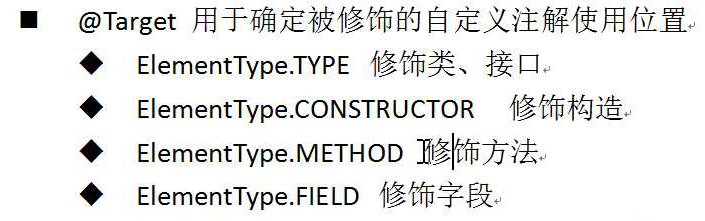 ■ @Target 用于确定被修饰的自定义注解使用位置
◆ ElementType.TYPE 修饰类、接口
◆ ElementType.CONSTRUCTOR 修饰构造
◆ ElementType.METHOD 修饰方法
◆ ElementType.FIELD 修饰字段